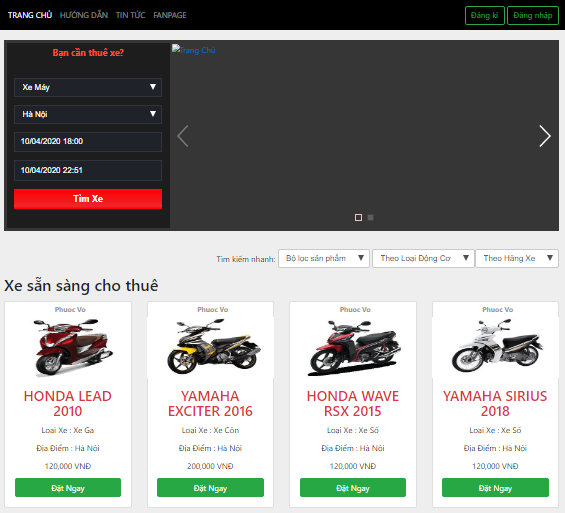 TRANG CHỦ HƯỚNG DẪN TIN TỨC FANPAGE Đăng kí Đăng nhập
Bạn cần thuê xe?
Trang Chủ
Xe Máy
Hà Nội
10/04/2020 18:00
10/04/2020 22:51
Tìm Xe
Tìm kiếm nhanh: Bộ lọc sản phẩm Theo Loại Động Cơ Theo Hãng Xe
Xe sẵn sàng cho thuê
Phuoc Vo Phuoc Vo Phuoc Vo Phuoc Vo
HONDA LEAD YAMAHA HONDA WAVE YAMAHA SIRIUS
2010 EXCITER 2016 RSX 2015 2018
Loại Xe : Xe Ga Loại Xe : Xe Côn Loại Xe : Xe Số Loại Xe : Xe Số
Địa Điểm : Hà Nội Địa Điểm : Hà Nội Địa Điểm : Hà Nội Địa Điểm : Hà Nội
120,000 VNĐ 200,000 VNĐ 120,000 VNĐ 120,000 VNĐ
Đặt Ngay Đặt Ngay Đặt Ngay Đặt Ngay